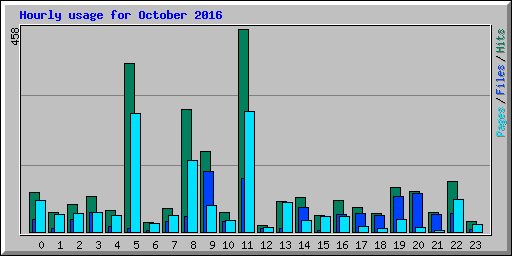 Hourly usage for October 2016
458
Pages / Files / Hits
0 1 2 3 4 5 6 7 8 9 10 11 12 13 14 15 16 17 18 19 20 21 22 23